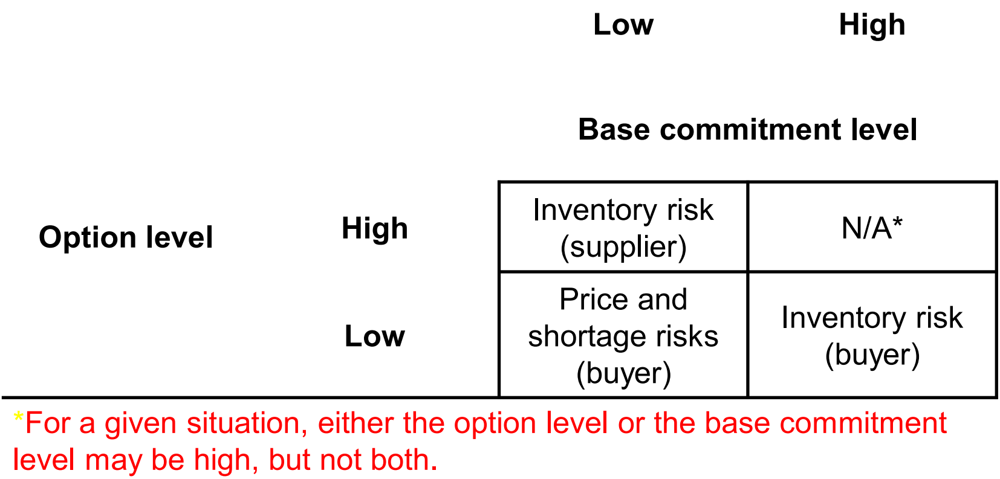 Low High
Base commitment level
Option level
High
Inventory risk
(supplier)
N/A*
Low
Price and
shortage risks
(buyer)
Inventory risk
(buyer)
*For a given situation, either the option level or the base commitment
level may be high, but not both.